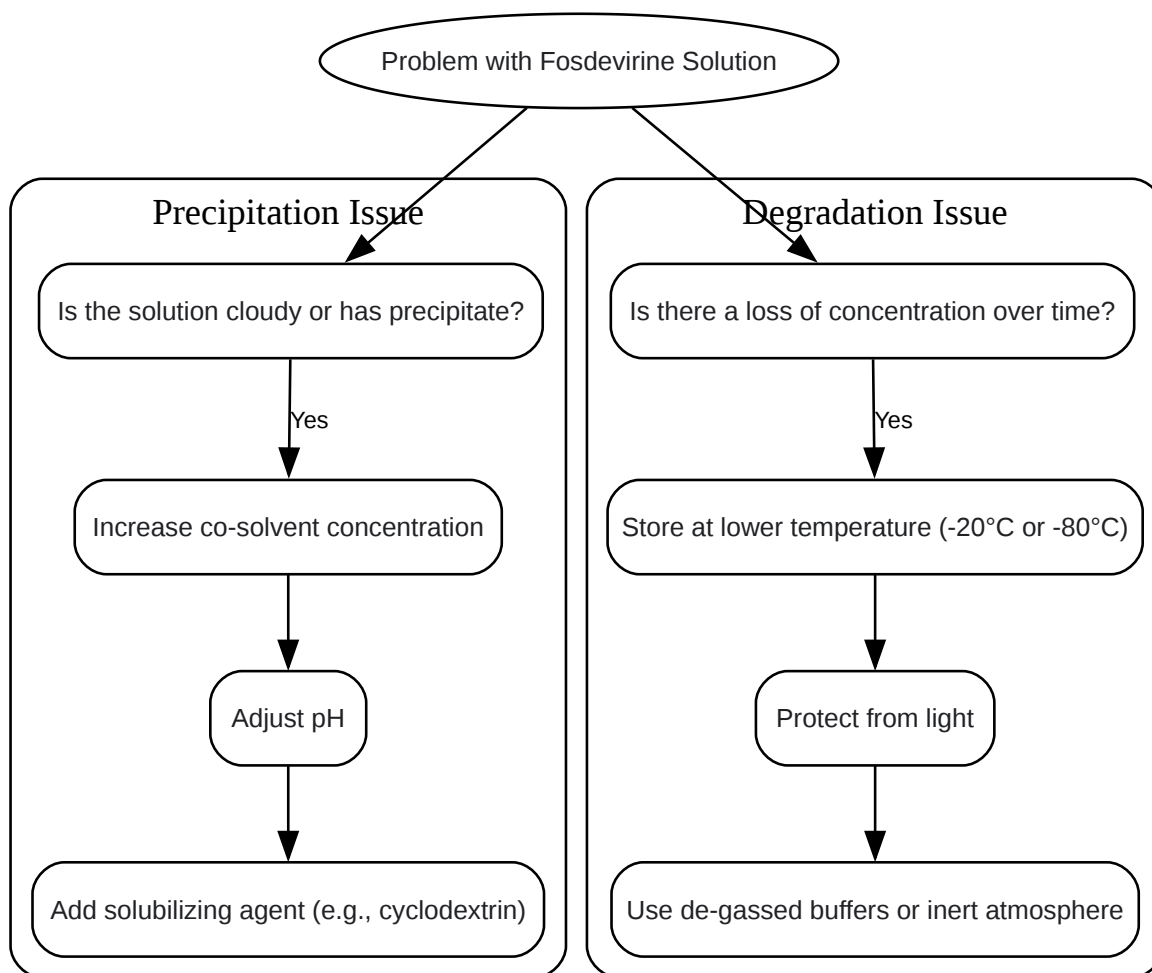 Problem with Fosdevirine Solution
Precipitation Issue
Is the solution cloudy or has precipitate?
Yes
Increase co-solvent concentration
Adjust pH
Add solubilizing agent (e.g., cyclodextrin)
Degradation Issue
Is there a loss of concentration over time?
Yes
Store at lower temperature (-20°C or -80°C)
Protect from light
Use de-gassed buffers or inert atmosphere